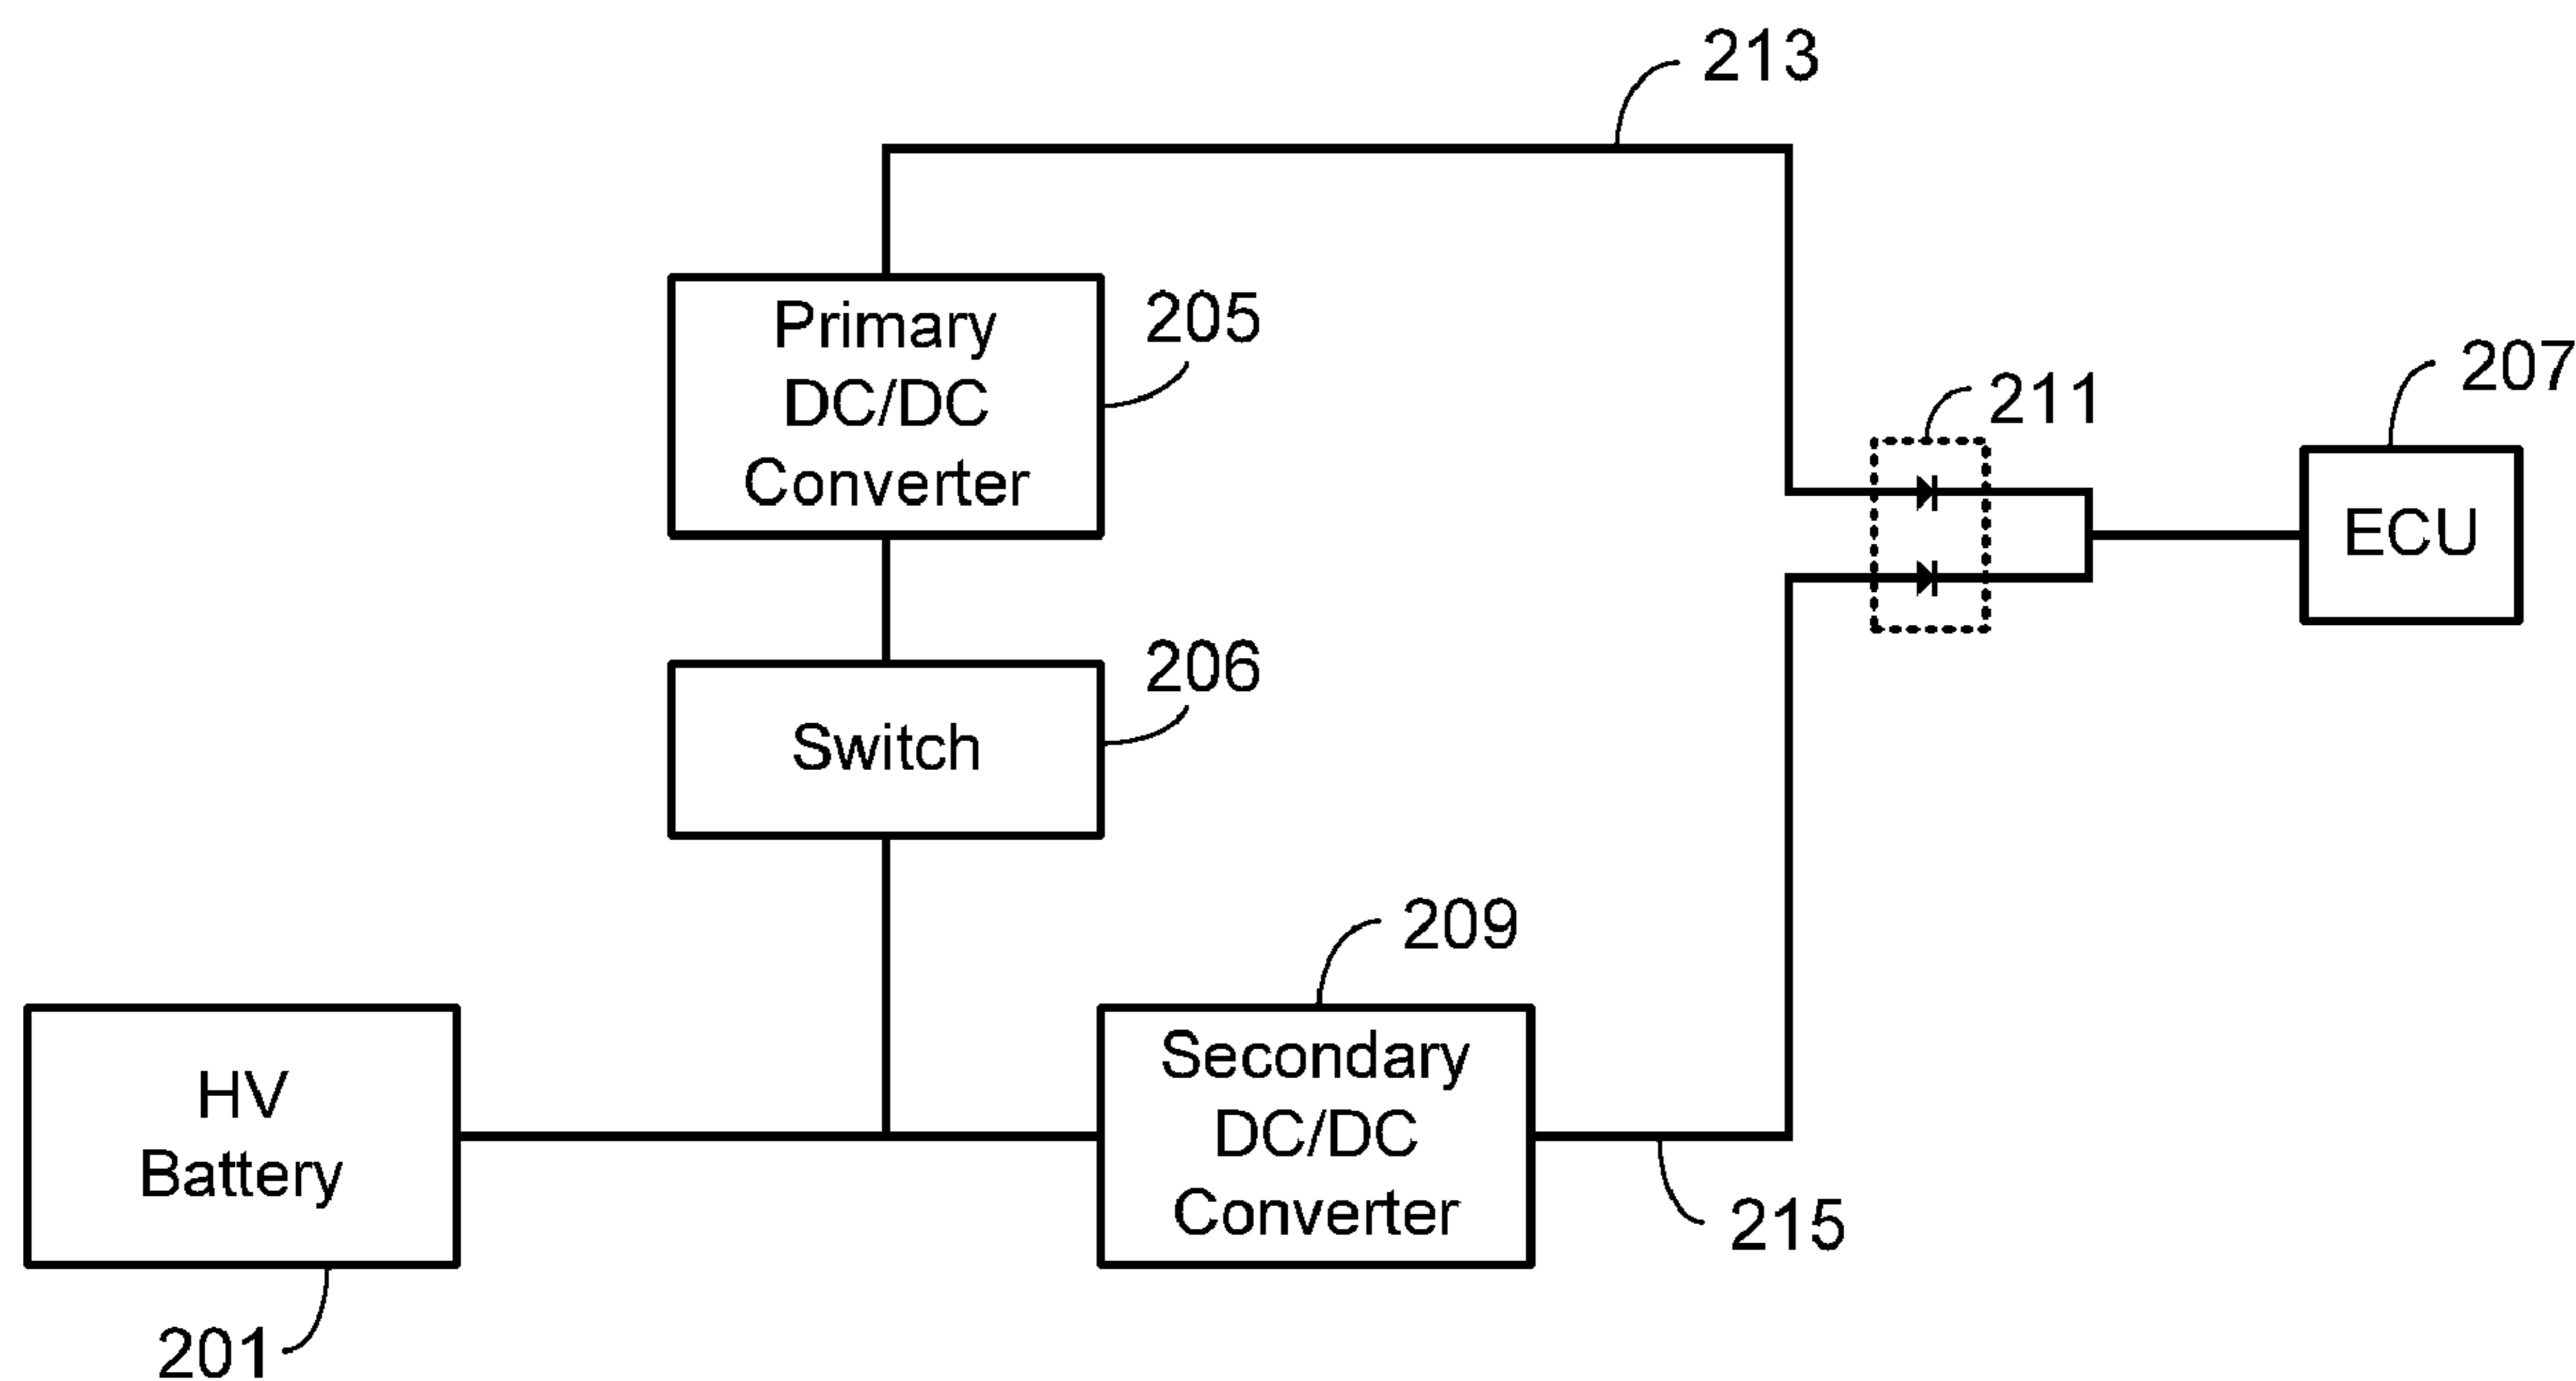 213
Primary
DC/DC
Converter
205
211
207
ECU
206
Switch
209
HV
Battery
Secondary
DC/DC
Converter
215
201